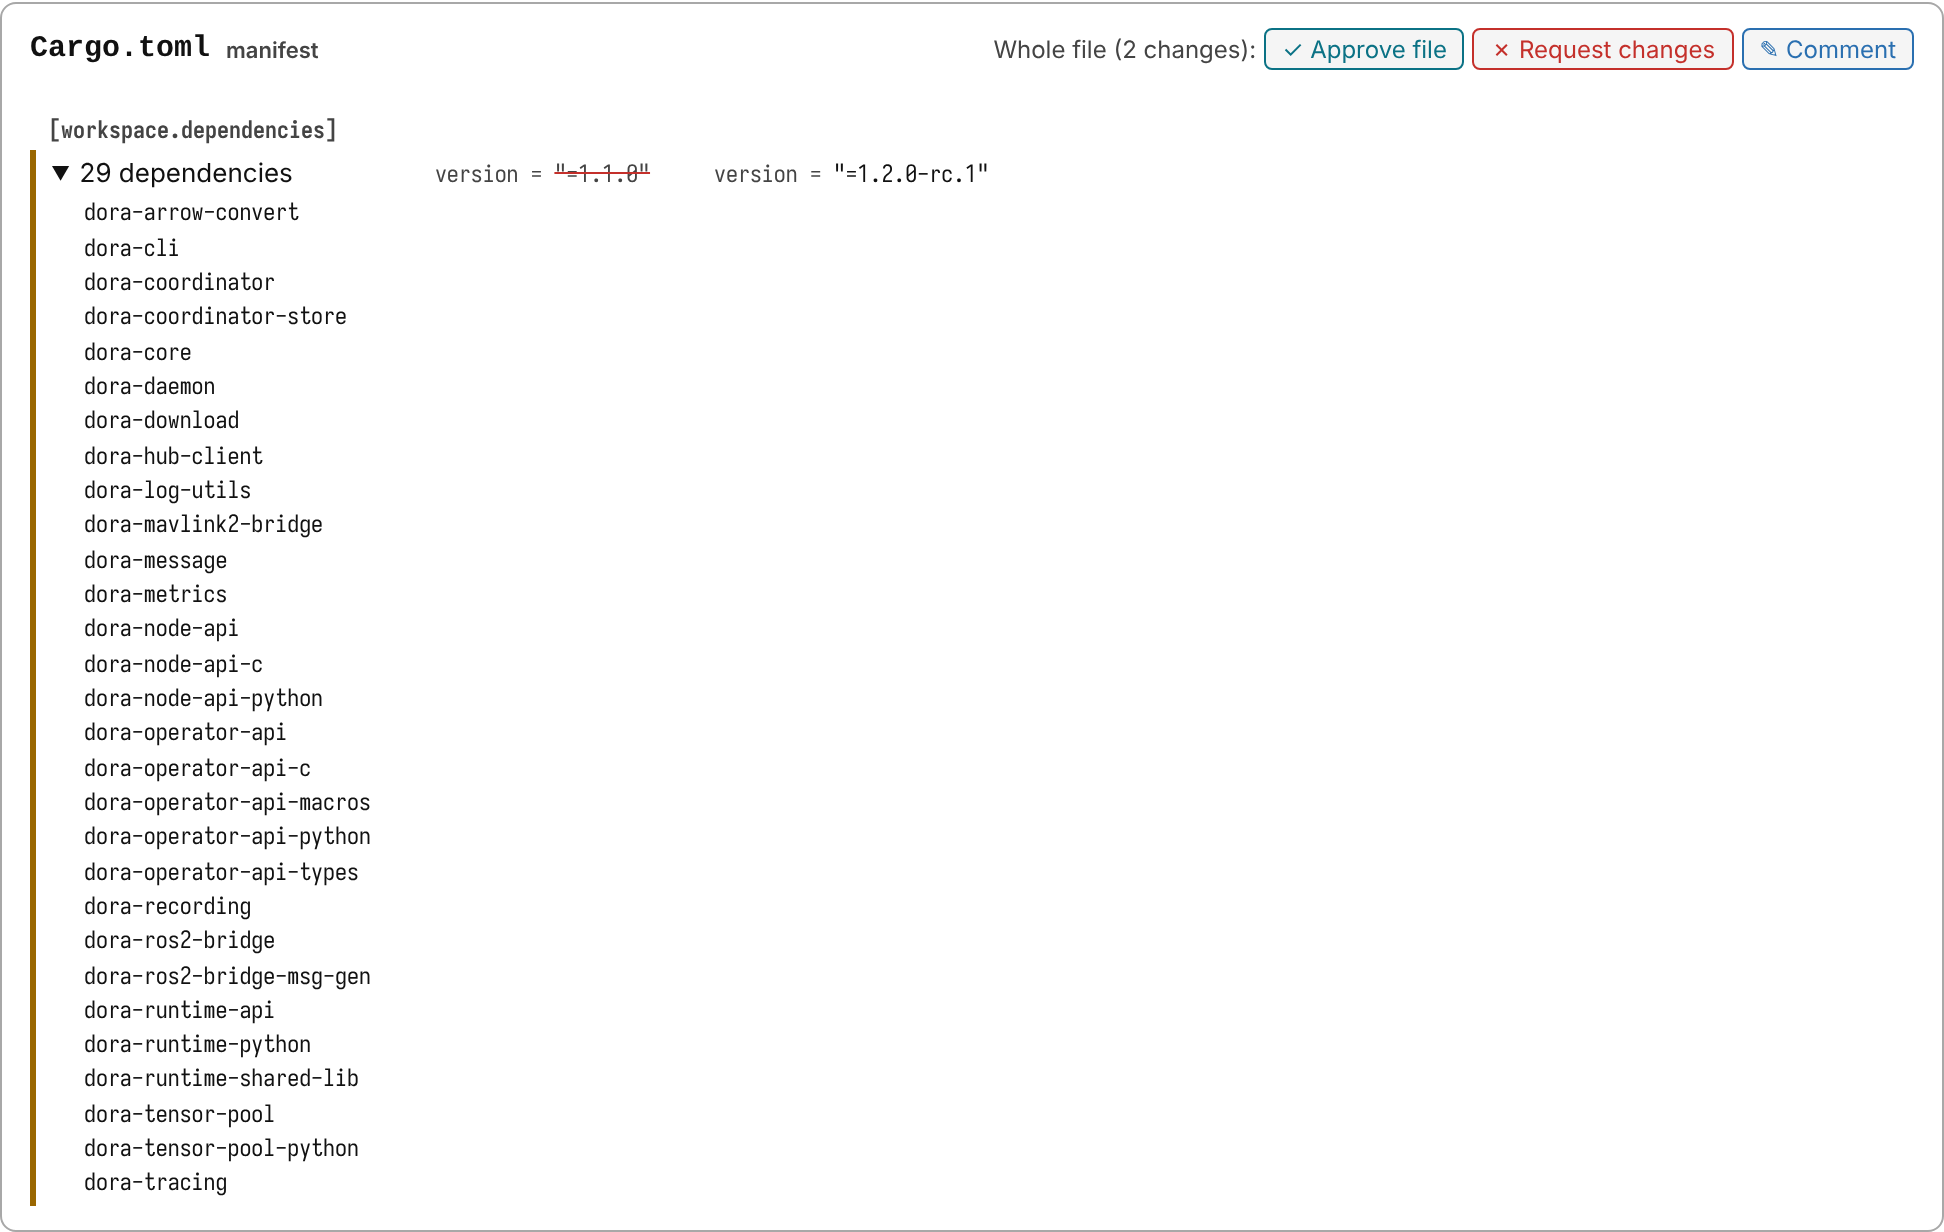 Cargo.toml manifest Whole file (2 changes): ✓ Approve file × Request changes ✎ Comment
[workspace.dependencies]
▼ 29 dependencies version = "=1.1.0" version = "=1.2.0-rc.1"
dora-arrow-convert
dora-cli
dora-coordinator
dora-coordinator-store
dora-core
dora-daemon
dora-download
dora-hub-client
dora-log-utils
dora-mavlink2-bridge
dora-message
dora-metrics
dora-node-api
dora-node-api-c
dora-node-api-python
dora-operator-api
dora-operator-api-c
dora-operator-api-macros
dora-operator-api-python
dora-operator-api-types
dora-recording
dora-ros2-bridge
dora-ros2-bridge-msg-gen
dora-runtime-api
dora-runtime-python
dora-runtime-shared-lib
dora-tensor-pool
dora-tensor-pool-python
dora-tracing